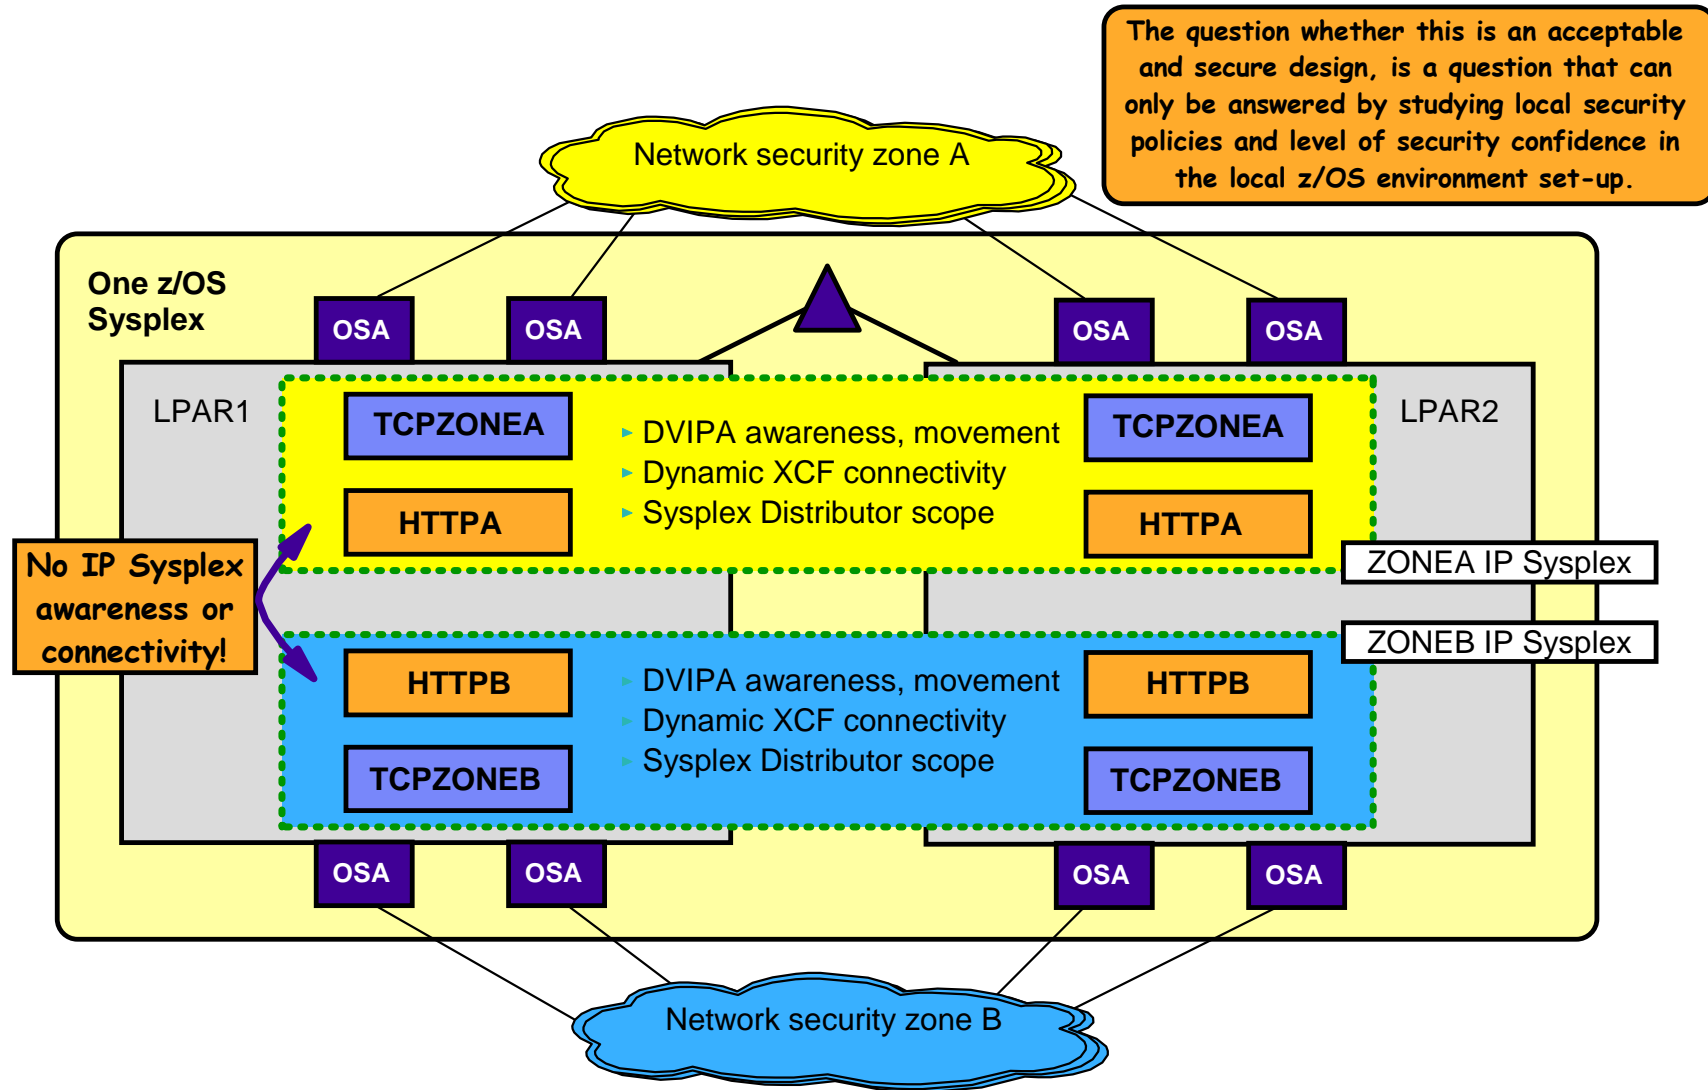 The question whether this is an acceptable
and secure design, is a question that can
only be answered by studying local security
policies and level of security confidence in
the local z/OS environment set-up.
Network security zone A
One z/OS
Sysplex
OSA
OSA
OSA
OSA
LPAR1
LPAR2
TCPZONEA
HTTPA
DVIPA awareness, movement
Dynamic XCF connectivity
Sysplex Distributor scope
TCPZONEA
HTTPA
No IP Sysplex
awareness or
connectivity!
ZONEA IP Sysplex
ZONEB IP Sysplex
HTTPB
TCPZONEB
DVIPA awareness, movement
Dynamic XCF connectivity
Sysplex Distributor scope
HTTPB
TCPZONEB
OSA
OSA
OSA
OSA
Network security zone B